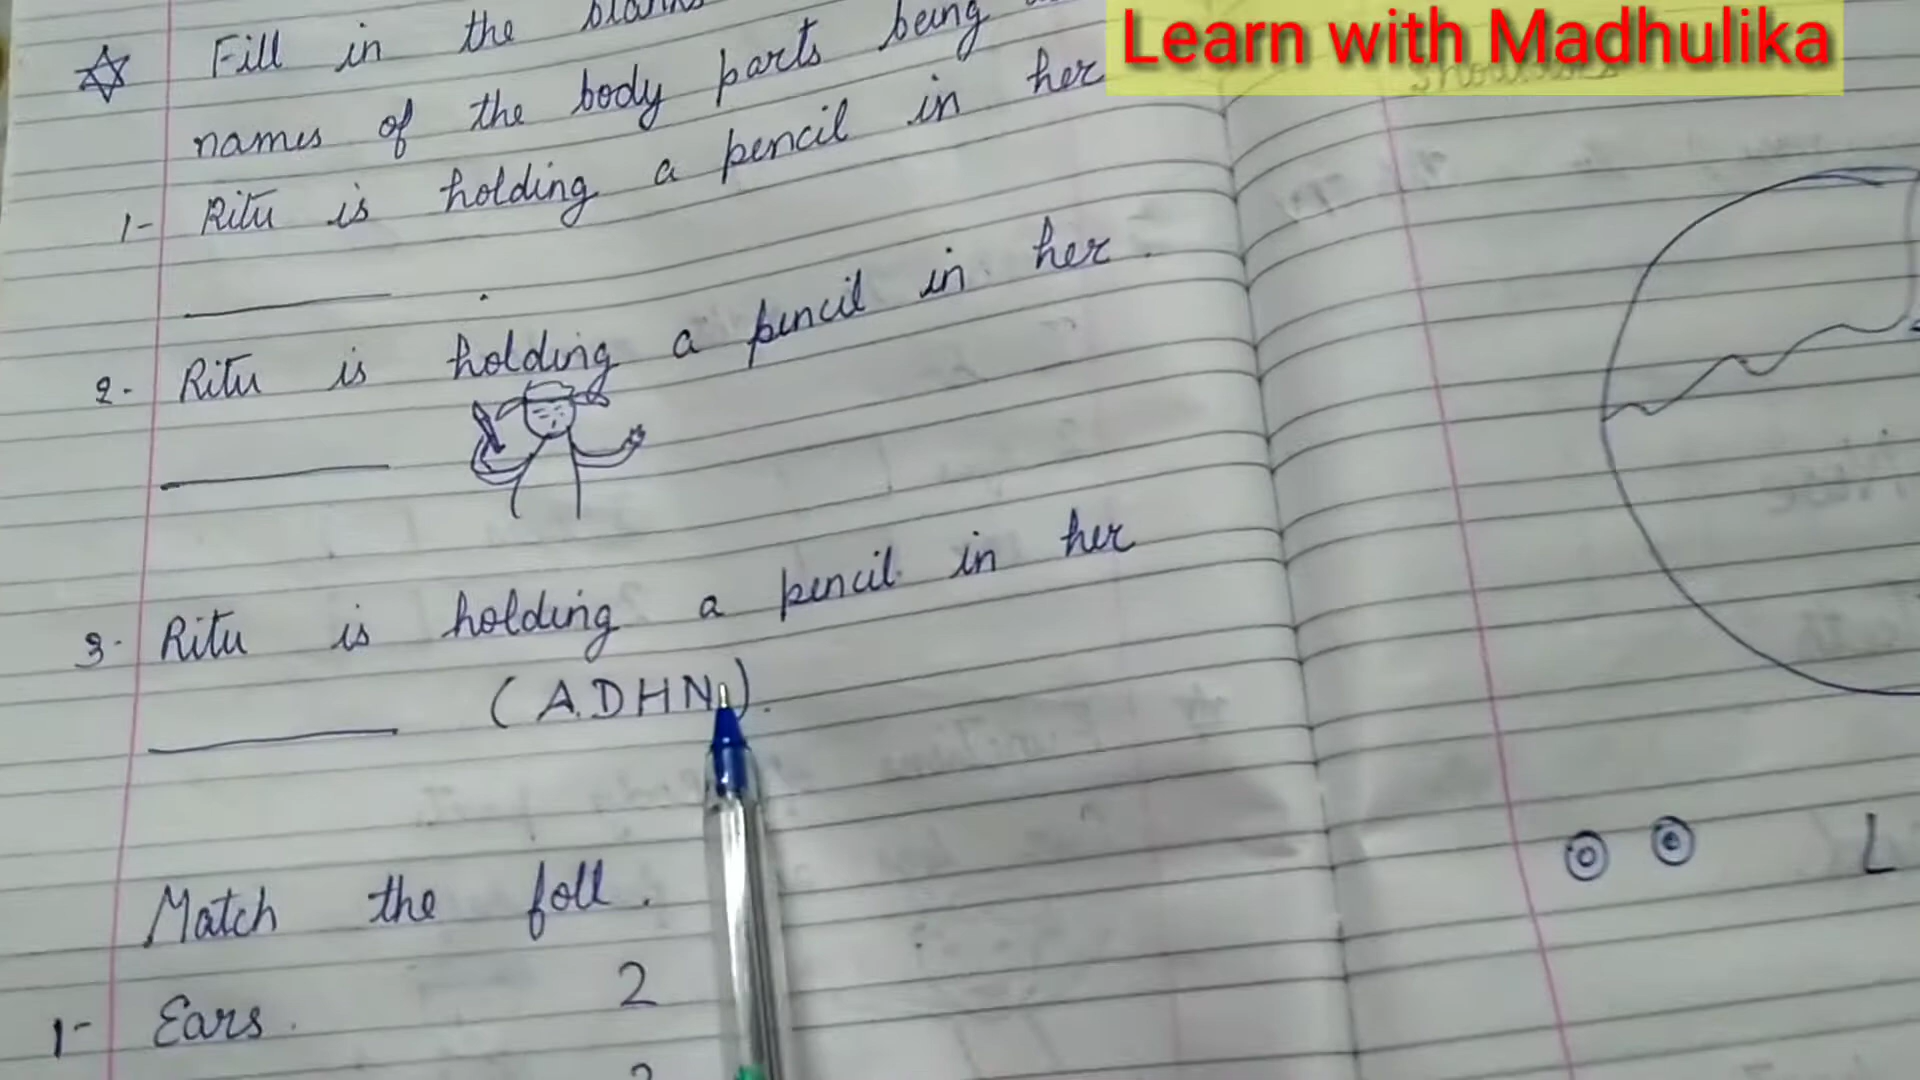 Learn with Madhulika
Fill in the blanks
names of the body parts being
1- Ritu is holding a pencil in her
.
2- Ritu is holding a pencil in her
3- Ritu is holding a pencil in her
(A.DHN).
Match the foll.
1- Ears. 2
L